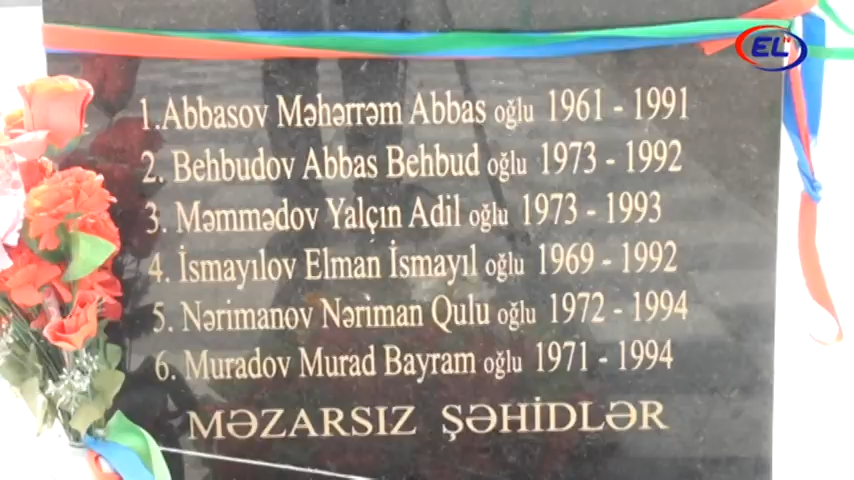 EL TV
1.Abbasov Məhərrəm Abbas oğlu 1961 - 1991
2. Behbudov Abbas Behbud oğlu 1973 - 1992
3. Məmmədov Yalçın Adil oğlu 1973 - 1993
4. İsmayılov Elman İsmayıl oğlu 1969 - 1992
5. Nərimanov Nəriman Qulu oğlu 1972 - 1994
6. Muradov Murad Bayram oğlu 1971 - 1994
MƏZARSIZ ŞƏHİDLƏR